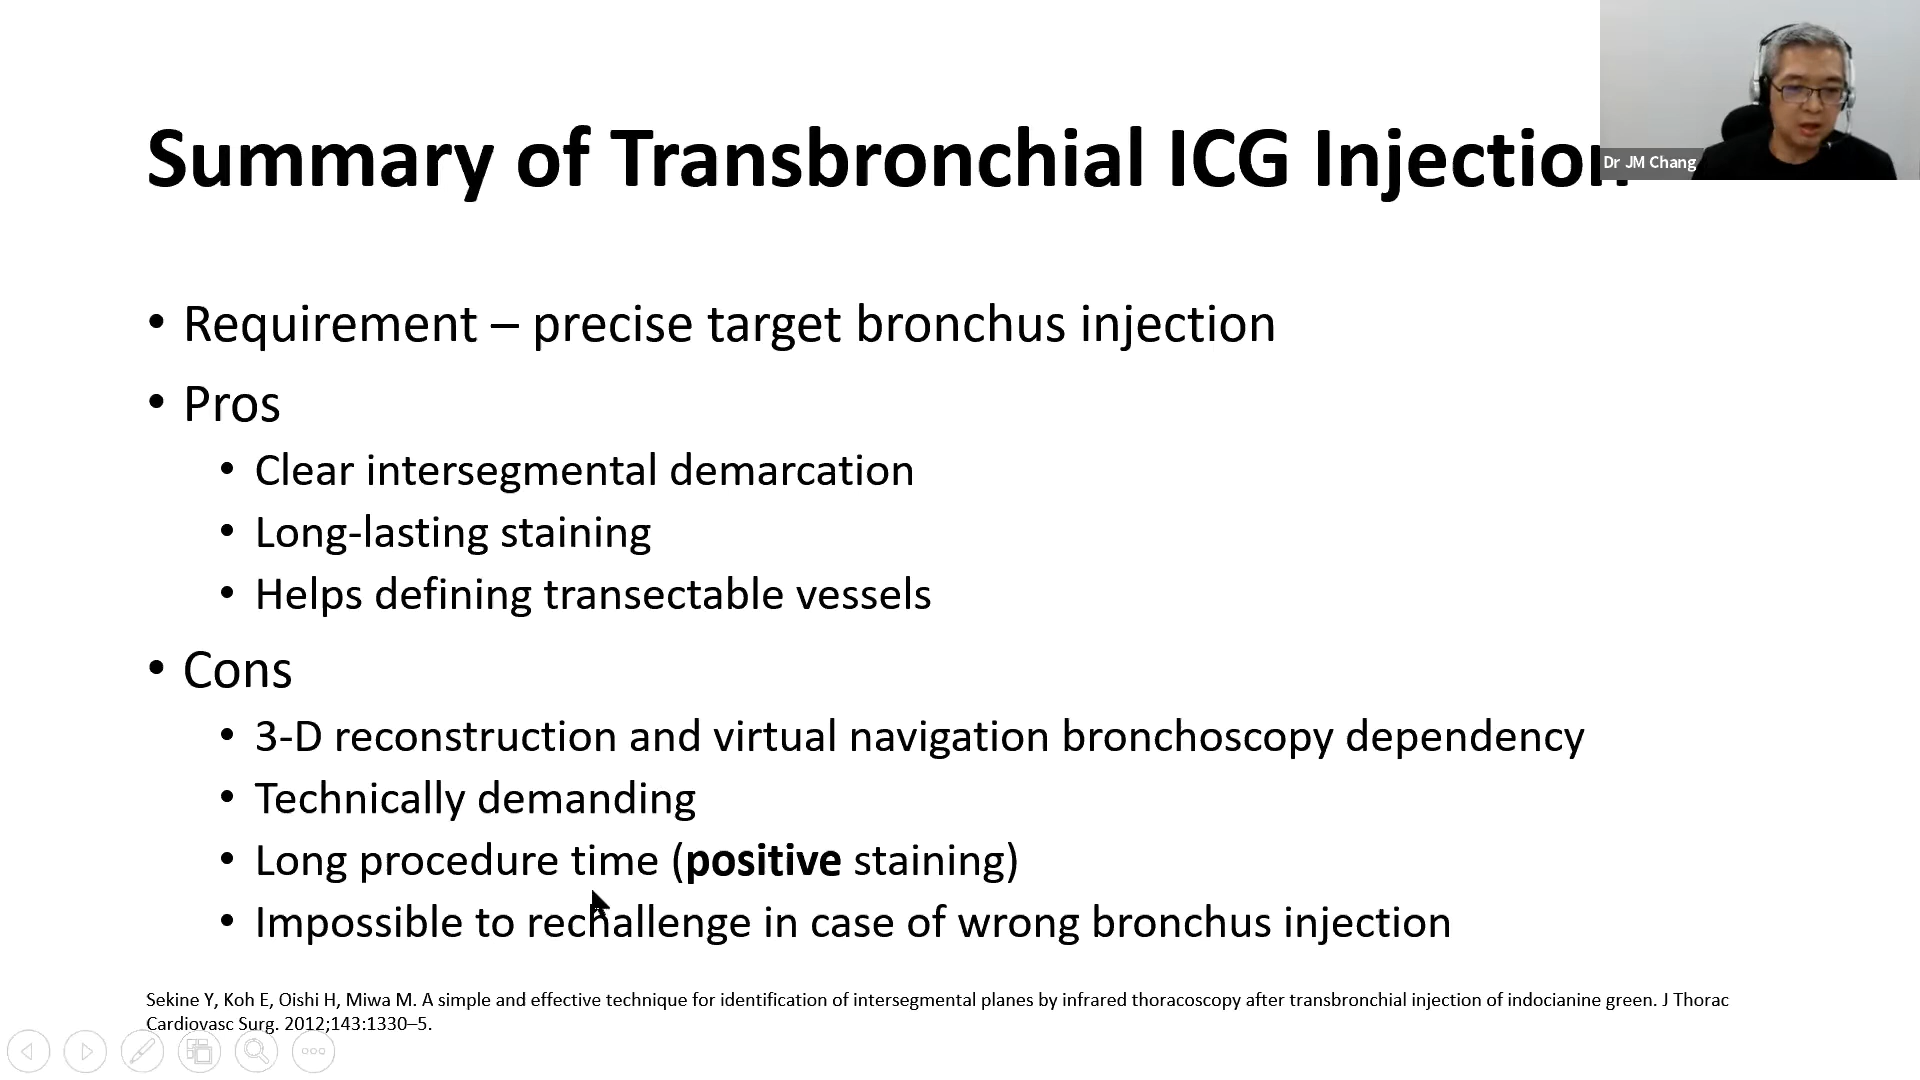 Summary of Transbronchial ICG Injection
Dr JM Chang
• Requirement – precise target bronchus injection
• Pros
• Clear intersegmental demarcation
• Long-lasting staining
• Helps defining transectable vessels
• Cons
• 3-D reconstruction and virtual navigation bronchoscopy dependency
• Technically demanding
• Long procedure time (positive staining)
• Impossible to rechallenge in case of wrong bronchus injection
Sekine Y, Koh E, Oishi H, Miwa M. A simple and effective technique for identification of intersegmental planes by infrared thoracoscopy after transbronchial injection of indocianine green. J Thorac
Cardiovasc Surg. 2012;143:1330–5.